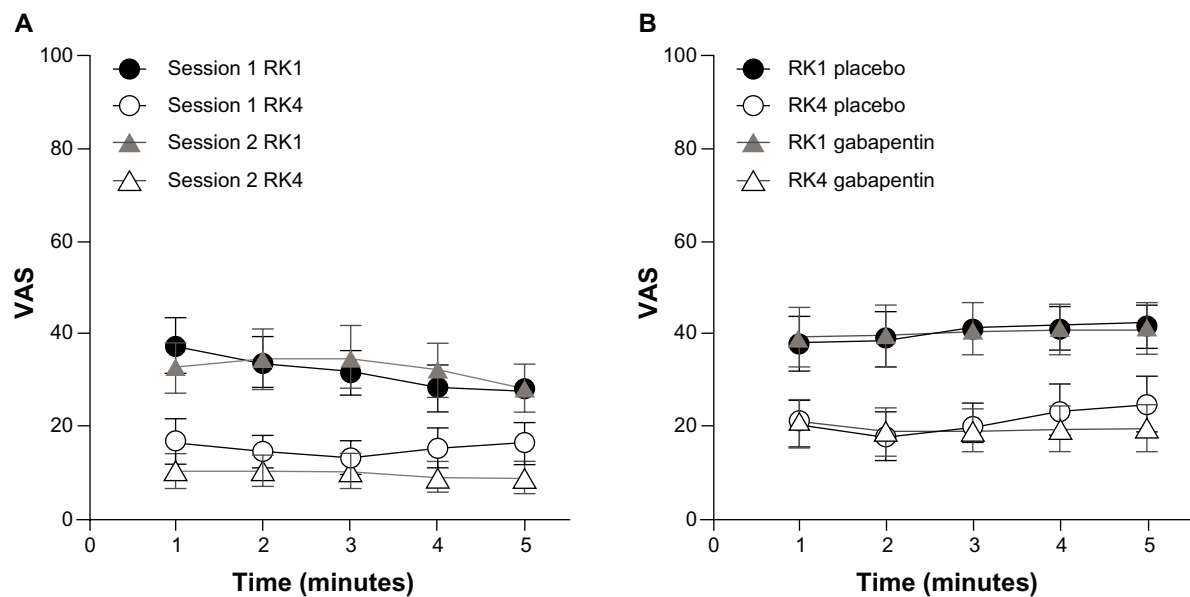 A
100
80
60
40
20
0
VAS
Session 1 RK1
Session 1 RK4
Session 2 RK1
Session 2 RK4
0 1 2 3 4 5
Time (minutes)
B
100
80
60
40
20
0
VAS
RK1 placebo
RK4 placebo
RK1 gabapentin
RK4 gabapentin
0 1 2 3 4 5
Time (minutes)